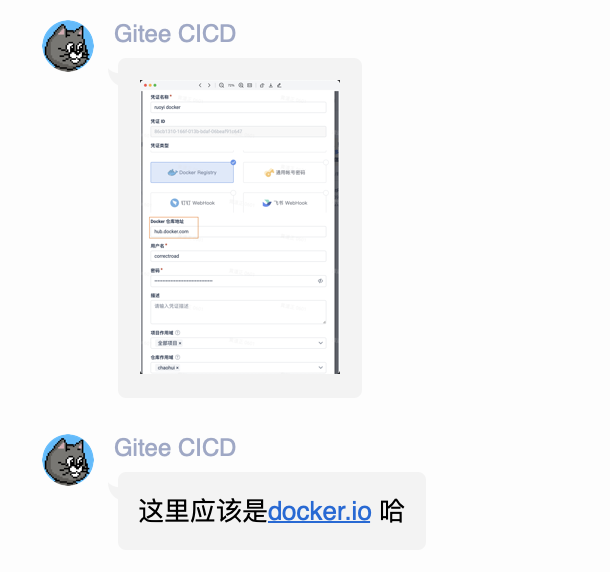 Gitee CICD
凭证名称 *
ruoyi docker
凭证 ID
凭证类型
Docker Registry
通用帐号密码
钉钉 WebHook
飞书 WebHook
Docker 仓库地址
hub.docker.com
用户名 *
correctroad
密码 *
描述
请输入凭证描述
项目作用域
全部项目 ×
仓库作用域
chaohui ×
Gitee CICD
这里应该是docker.io 哈